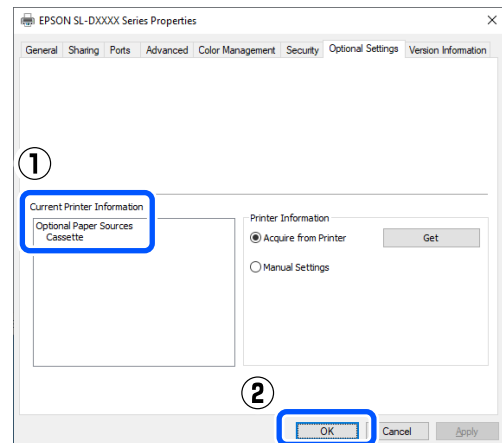 EPSON SL-DXXXX Series Properties
General Sharing Ports Advanced Color Management Security Optional Settings Version Information
①
Current Printer Information
Optional Paper Sources
Cassette
Printer Information
Acquire from Printer Get
Manual Settings
②
OK Cancel Apply